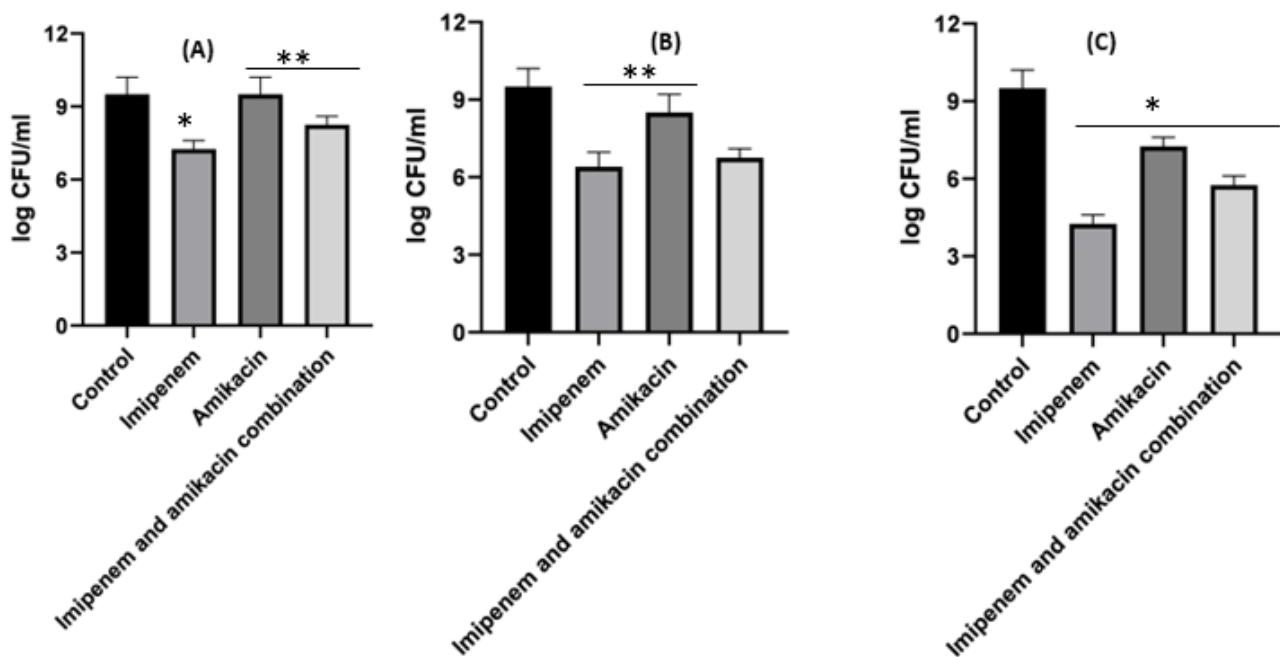 (A)
log CFU/ml
12
9
6
3
0
*
**
Control
Imipenem
Amikacin
Imipenem and amikacin combination
(B)
log CFU/ml
12
9
6
3
0
**
Control
Imipenem
Amikacin
Imipenem and amikacin combination
(C)
log CFU/ml
12
9
6
3
0
*
Control
Imipenem
Amikacin
Imipenem and amikacin combination